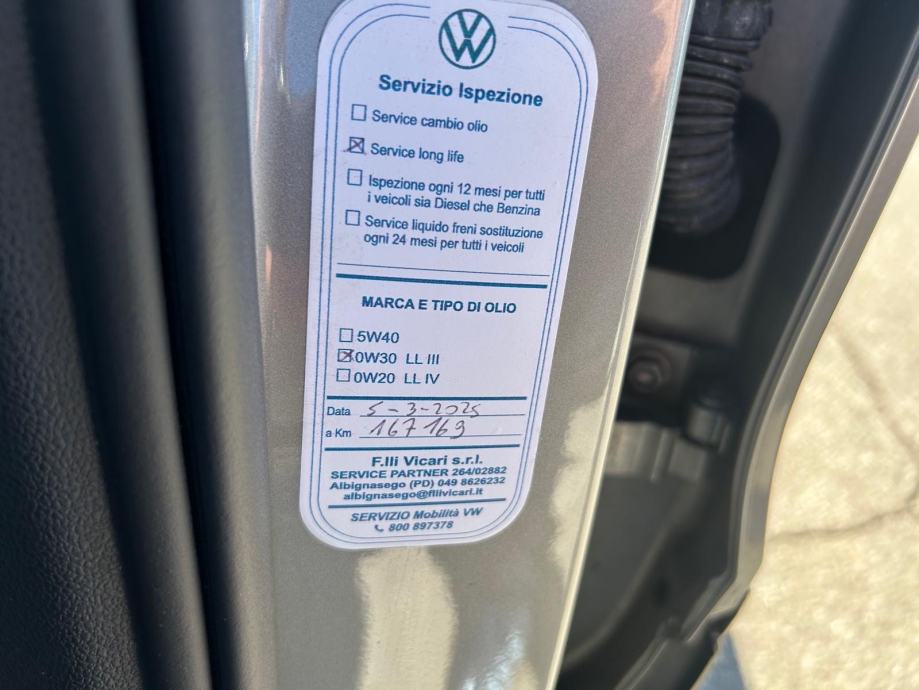 Servizio Ispezione
Service cambio olio
Service long life
Ispezione ogni 12 mesi per tutti
i veicoli sia Diesel che Benzina
Service liquido freni sostituzione
ogni 24 mesi per tutti i veicoli
MARCA E TIPO DI OLIO
5W40
0W30 LL III
0W20 LL IV
Data 5-3-2025
a Km 167 169
F.lli Vicari s.r.l.
SERVICE PARTNER 264/02882
Albignasego (PD) 049 8626232
albignasego@fllivicari.it
SERVIZIO Mobilità VW
800 897378